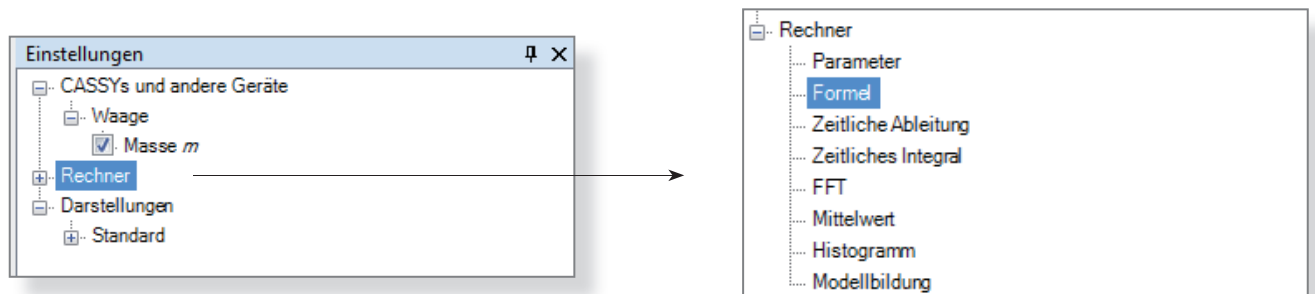 Einstellungen
CASSYs und andere Geräte
Waage
Masse m
Rechner
Darstellungen
Standard
Rechner
Parameter
Formel
Zeitliche Ableitung
Zeitliches Integral
FFT
Mittelwert
Histogramm
Modellbildung